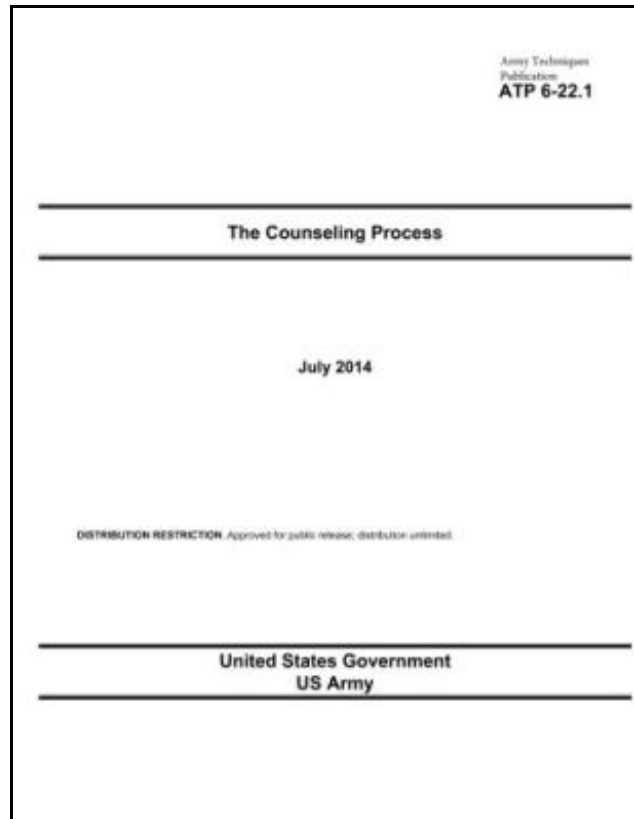 Army Techniques
Publication
ATP 6-22.1
The Counseling Process
July 2014
DISTRIBUTION RESTRICTION. Approved for public release; distribution unlimited.
United States Government
US Army